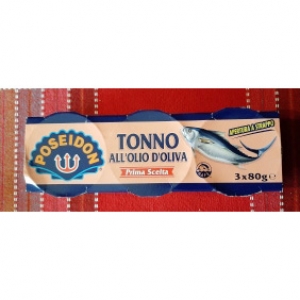 POSEIDON
TONNO
ALL'OLIO D'OLIVA
Prima Scelta
APERTURA A STRAPPO
3x80g e